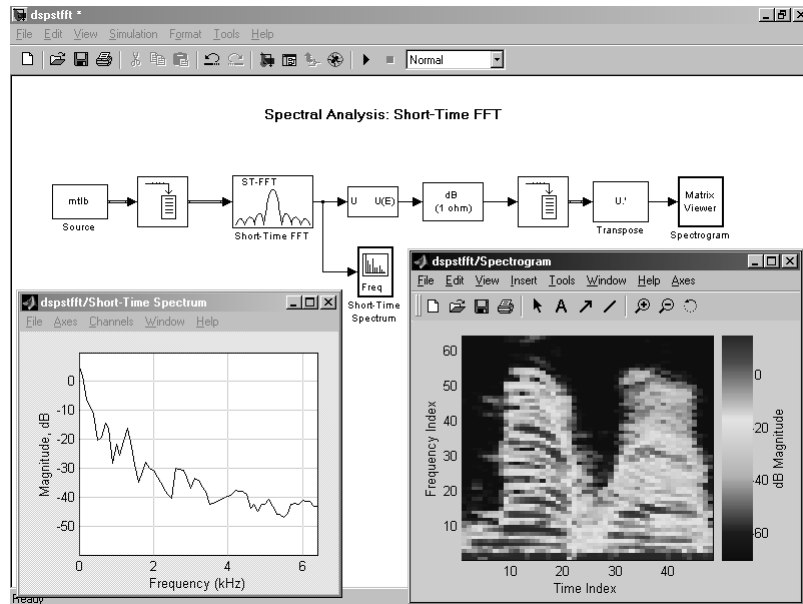 dspstfft *
File Edit View Simulation Format Tools Help
Normal
Spectral Analysis: Short-Time FFT
mtlb
Source
ST-FFT
Short-Time FFT
U U(E)
dB
(1 ohm)
U.'
Transpose
Matrix
Viewer
Spectrogram
Freq
Short-Time
Spectrum
dspstfft/Short-Time Spectrum
File Axes Channels Window Help
0
-10
-20
-30
-40
-50
Magnitude, dB
0 2 4 6
Frequency (kHz)
dspstfft/Spectrogram
File Edit View Insert Tools Window Help Axes
A
60
50
40
30
20
10
Frequency Index
10 20 30 40
Time Index
0
-20
-40
-60
dB Magnitude
Ready